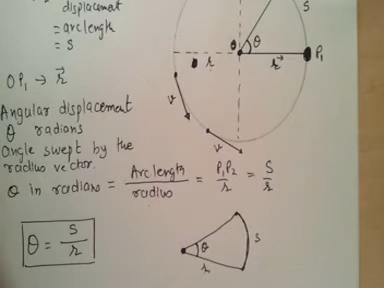 displacement
= arclength
= S
OP₁ → r⃗
Angular displacement
θ radians
Angle swept by the
radius vector.
θ in radians = Arc length / radius = P₁P₂ / r = S / r
θ = S / r
S
θ
r
r⃗
P₁
v
v
θ
r
S